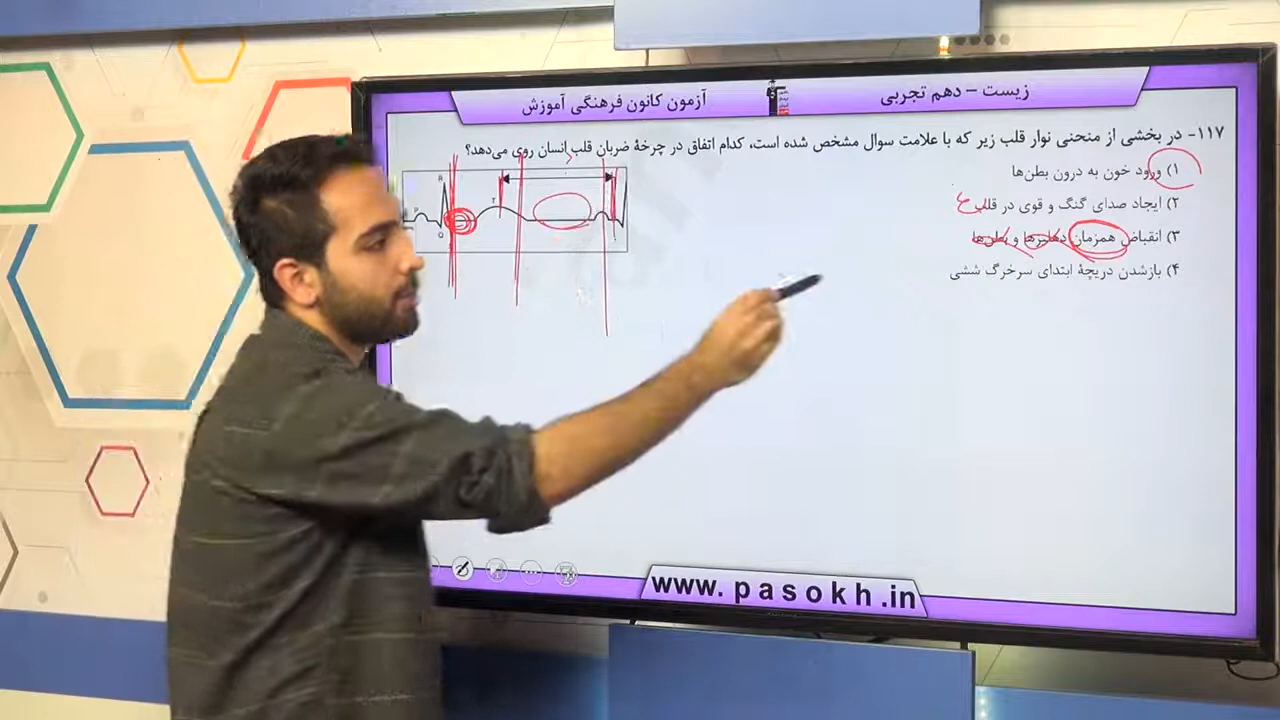 زیست – دهم تجربی
آزمون کانون فرهنگی آموزش
۱۱۷- در بخشی از منحنی نوار قلب زیر که با علامت سوال مشخص شده است، کدام اتفاق در چرخهٔ ضربان قلب انسان روی می‌دهد؟
۱) ورود خون به درون بطن‌ها
۲) ایجاد صدای گنگ و قوی در قلب
۳) انقباض همزمان دهلیزها و بطن‌ها
۴) بازشدن دریچهٔ ابتدای سرخرگ ششی
R
P
T
Q
www. pasokh.in